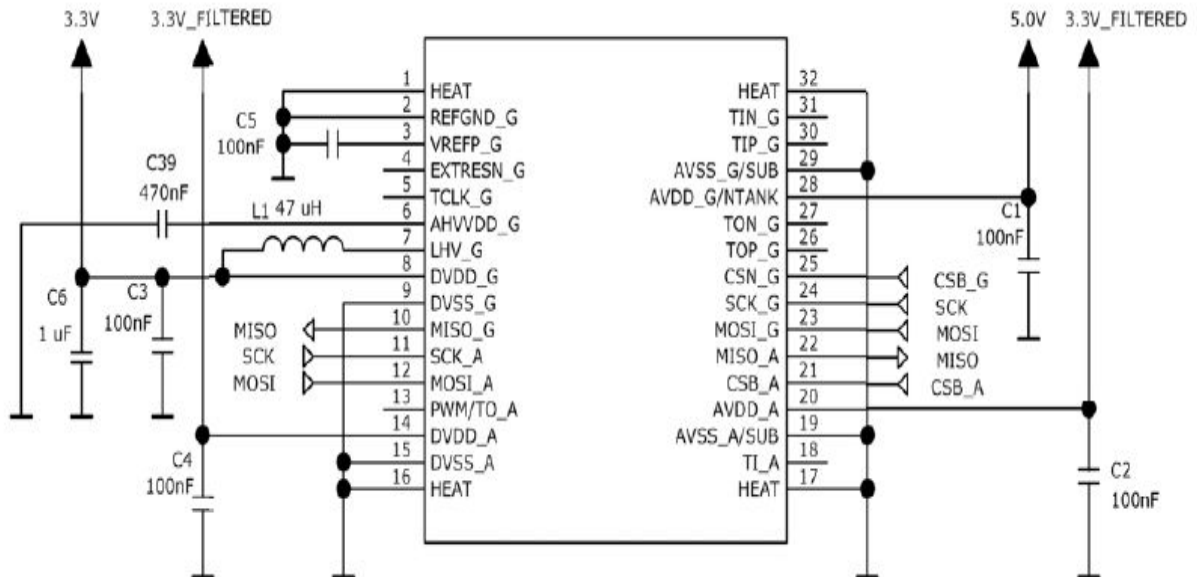 3.3V 3.3V_FILTERED 5.0V 3.3V_FILTERED
1 HEAT HEAT 32
2 REFGND_G TIN_G 31
C5
100nF
3 VREFP_G TIP_G 30
4 EXTRESN_G AVSS_G/SUB 29
C39
470nF
5 TCLK_G AVDD_G/NTANK 28
L1 47 uH
6 AHVVDD_G TON_G 27
C1
100nF
7 LHV_G TOP_G 26
8 DVDD_G CSN_G 25 CSB_G
C6
1 uF
C3
100nF
9 DVSS_G SCK_G 24 SCK
MISO 10 MISO_G MOSI_G 23 MOSI
SCK 11 SCK_A MISO_A 22 MISO
MOSI 12 MOSI_A CSB_A 21 CSB_A
13 PWM/TO_A AVDD_A 20
14 DVDD_A AVSS_A/SUB 19
C4
100nF
15 DVSS_A TI_A 18
16 HEAT HEAT 17
C2
100nF